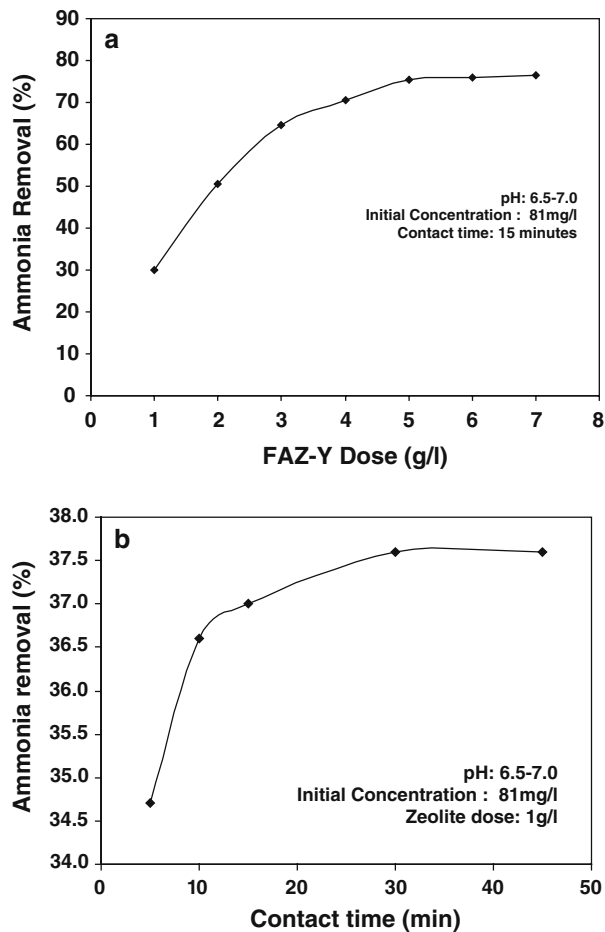 a
Ammonia Removal (%)
90
80
70
60
50
40
30
20
10
0
pH: 6.5-7.0
Initial Concentration : 81mg/l
Contact time: 15 minutes
0 1 2 3 4 5 6 7 8
FAZ-Y Dose (g/l)
b
Ammonia removal (%)
38.0
37.5
37.0
36.5
36.0
35.5
35.0
34.5
34.0
pH: 6.5-7.0
Initial Concentration : 81mg/l
Zeolite dose: 1g/l
0 10 20 30 40 50
Contact time (min)